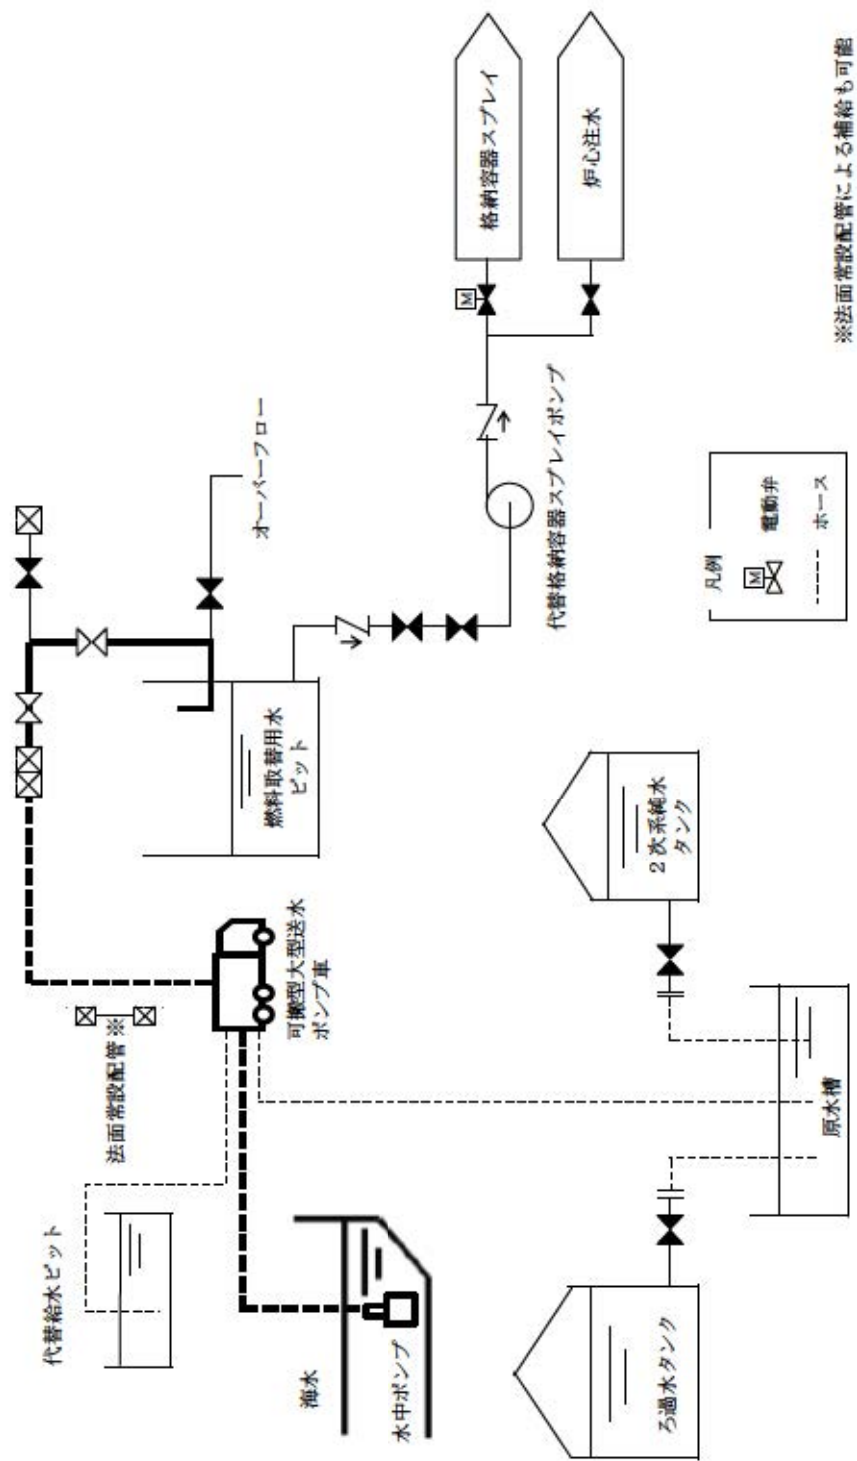 代替給水ピット
法面常設配管※
可搬型大型送水
ポンプ車
海水
水中ポンプ
燃料取替用水
ピット
オーバーフロー
代替格納容器スプレイポンプ
M
格納容器スプレイ
炉心注水
ろ過水タンク
原水槽
2次系純水
タンク
凡例
M
電動弁
ホース
※法面常設配管による補給も可能